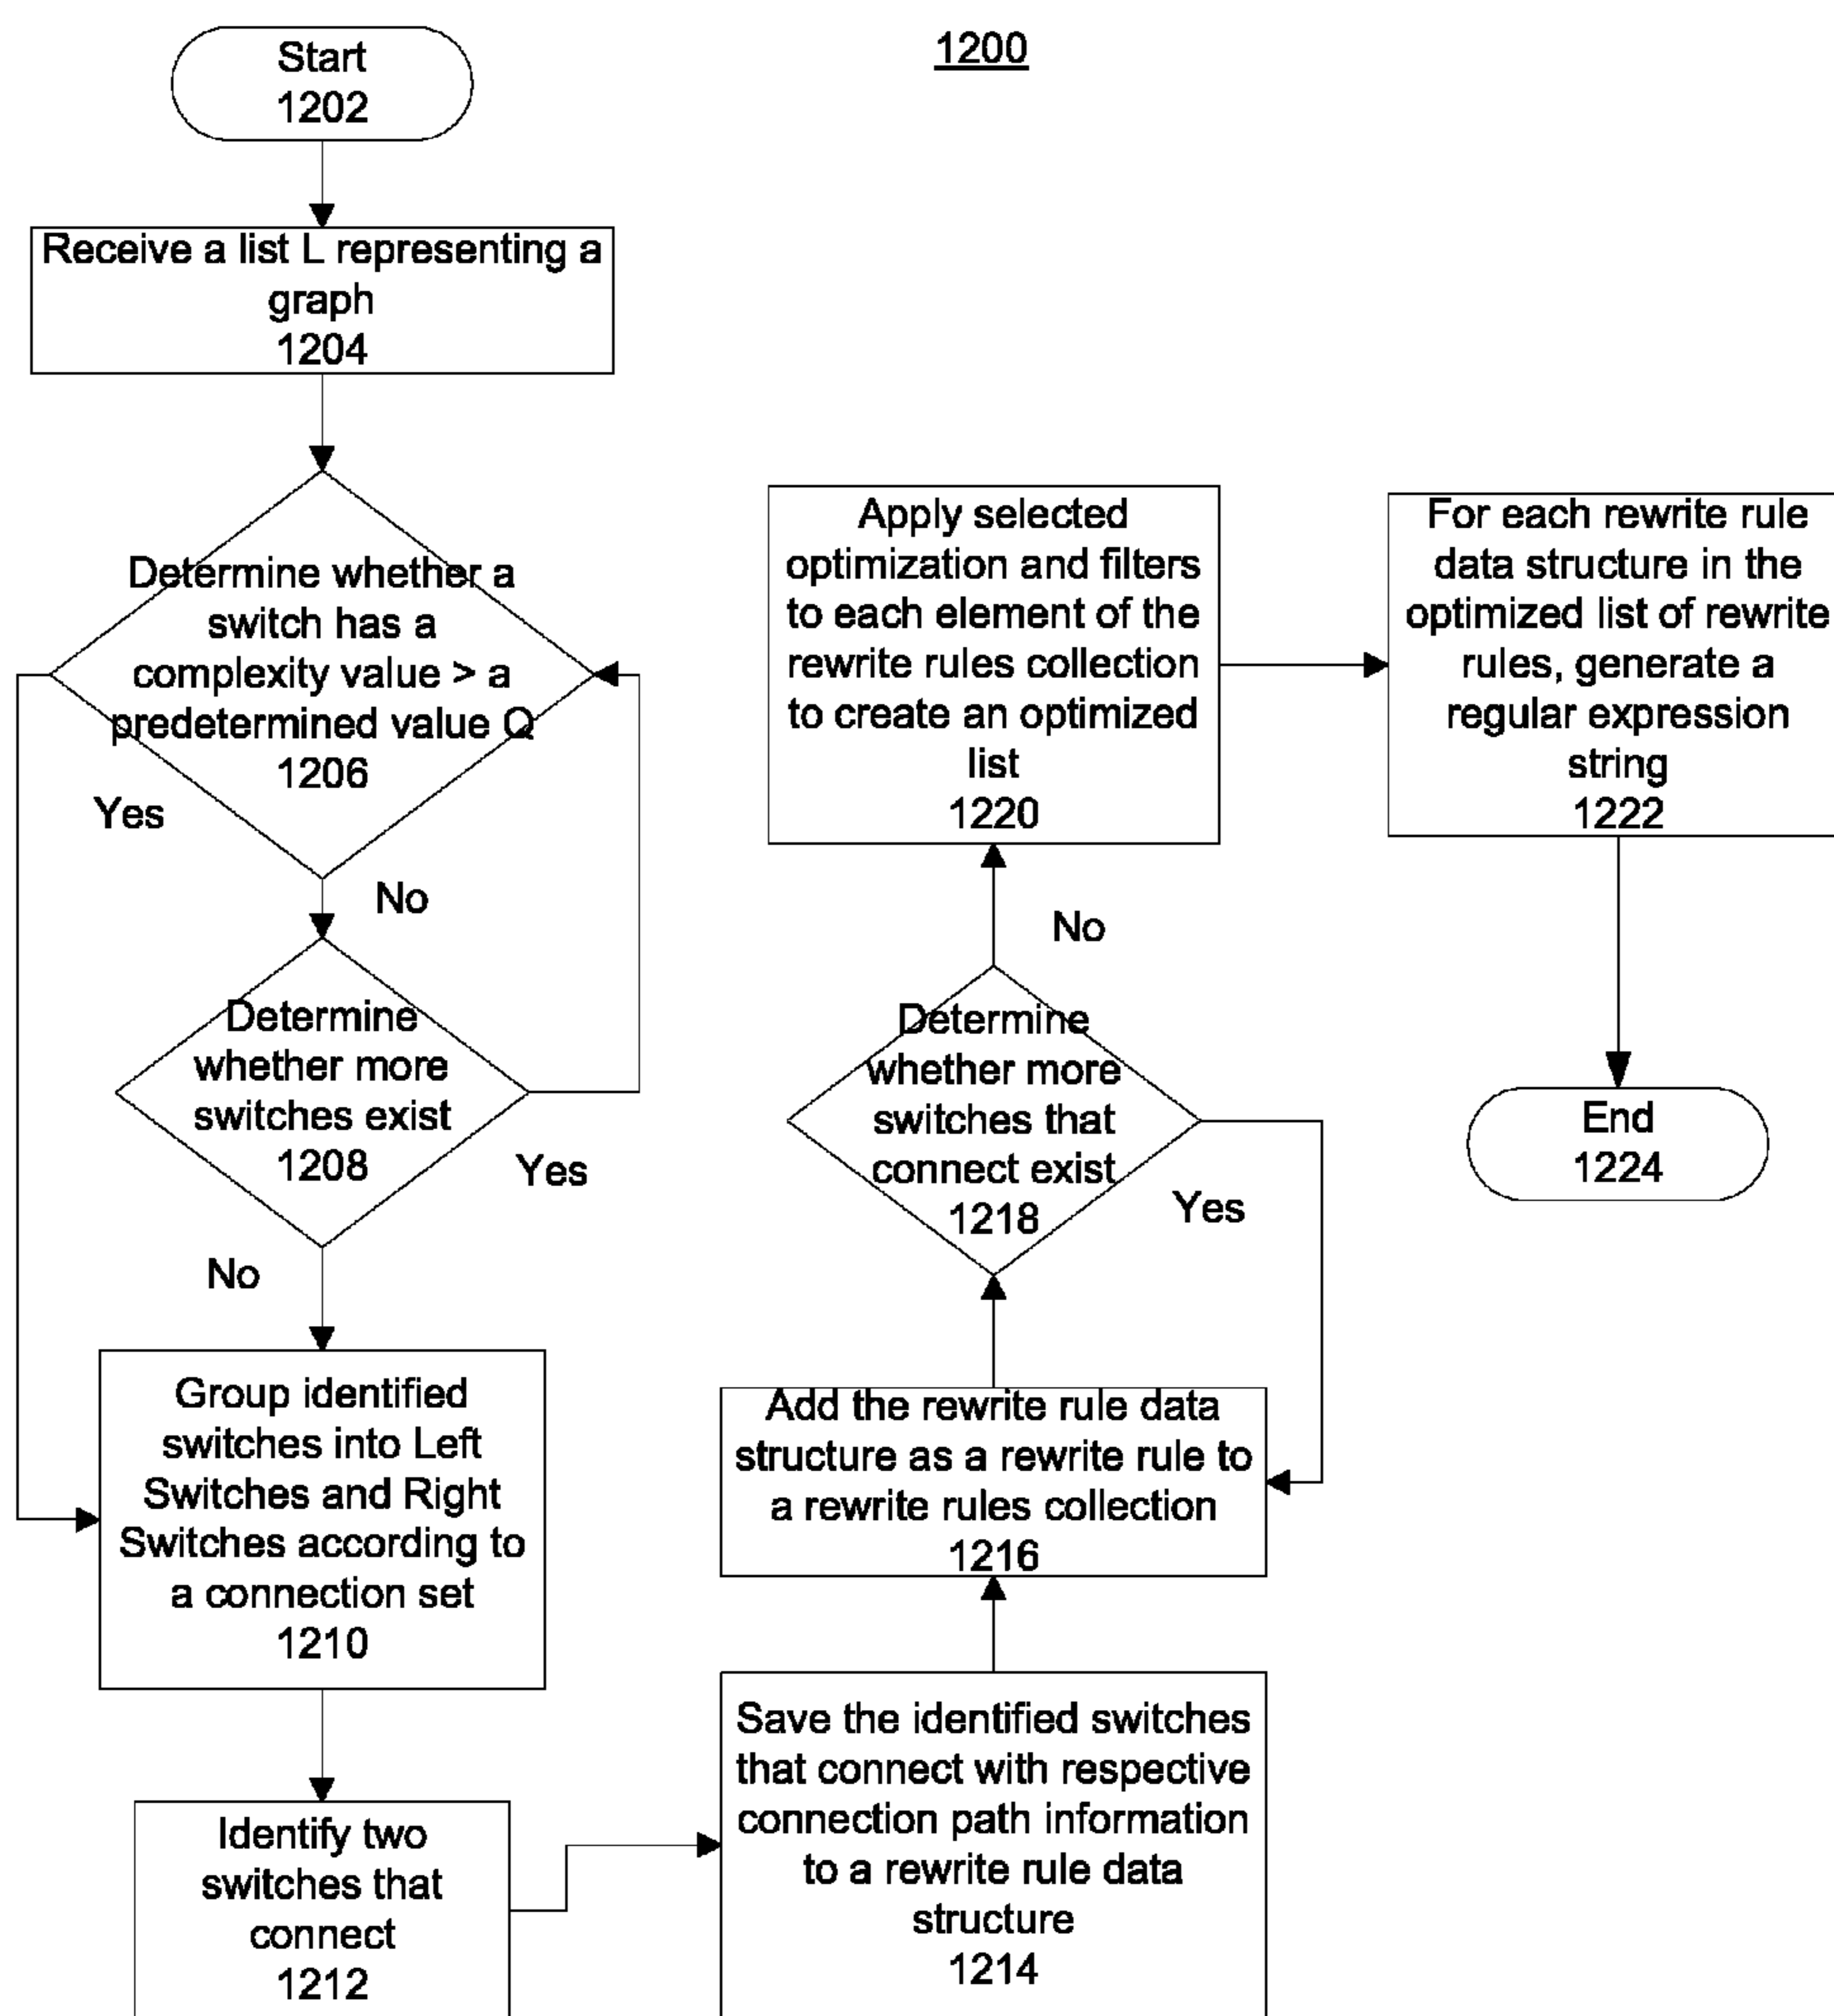 1200
Start
1202
Receive a list L representing a
graph
1204
Determine whether a
switch has a
complexity value > a
predetermined value Q
1206
Yes
No
Determine
whether more
switches exist
1208
Yes
No
Group identified
switches into Left
Switches and Right
Switches according to
a connection set
1210
Identify two
switches that
connect
1212
Save the identified switches
that connect with respective
connection path information
to a rewrite rule data
structure
1214
Add the rewrite rule data
structure as a rewrite rule to
a rewrite rules collection
1216
Determine
whether more
switches that
connect exist
1218
Yes
No
Apply selected
optimization and filters
to each element of the
rewrite rules collection
to create an optimized
list
1220
For each rewrite rule
data structure in the
optimized list of rewrite
rules, generate a
regular expression
string
1222
End
1224